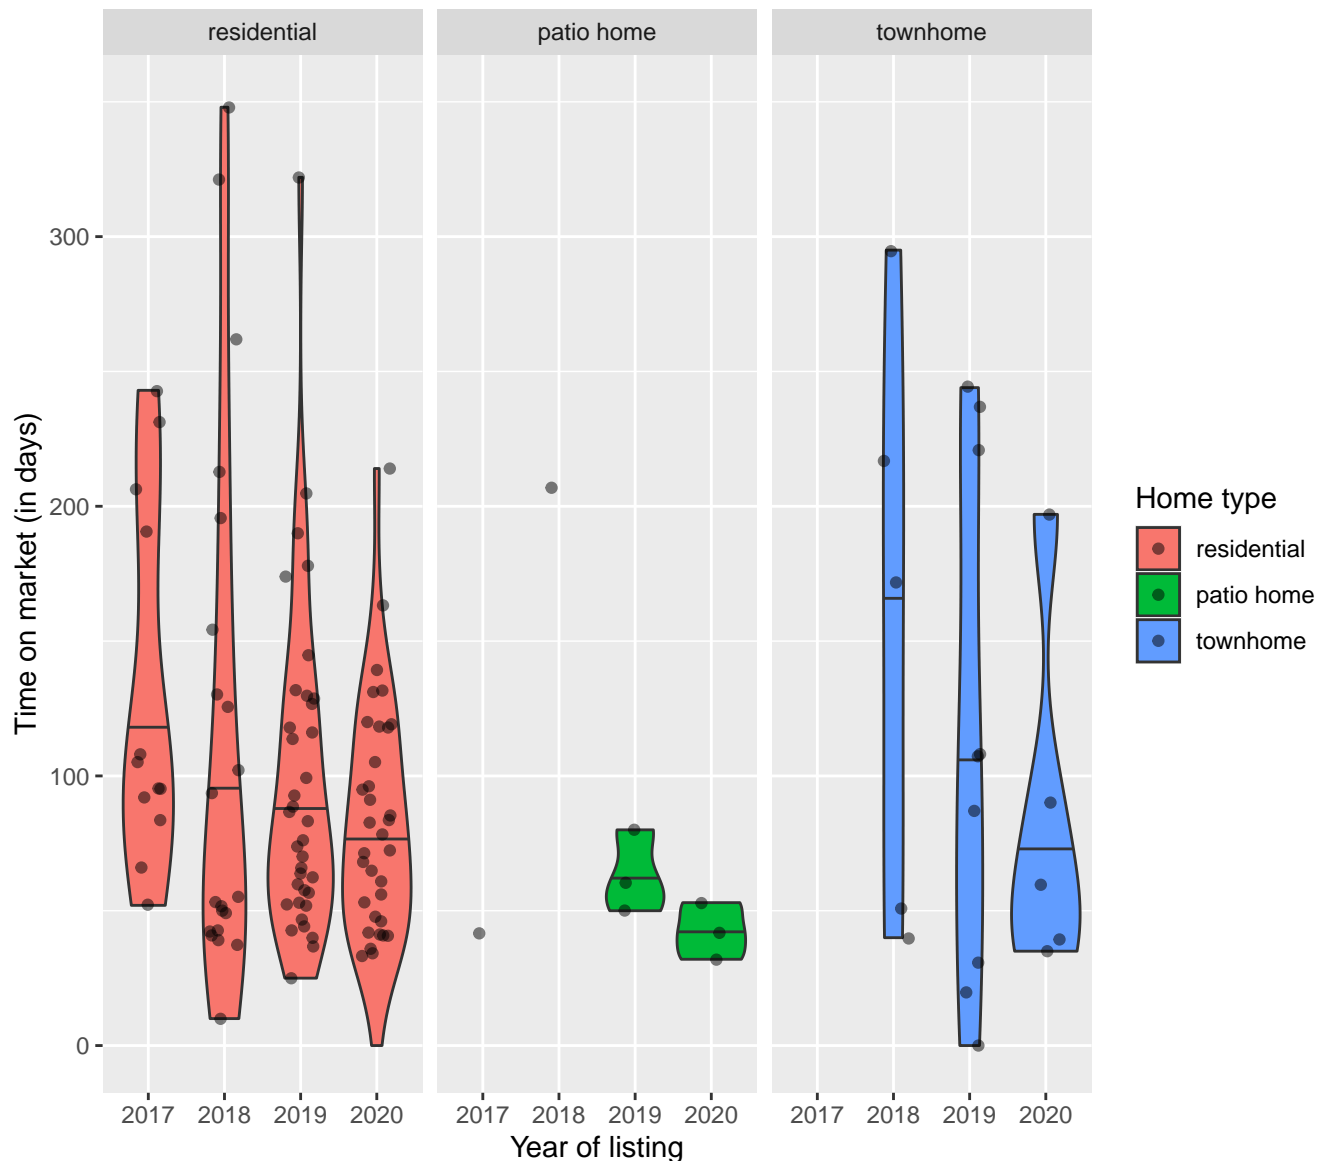 residential
patio home
townhome
300
200
100
0
Time on market (in days)
2017 2018 2019 2020
2017 2018 2019 2020
2017 2018 2019 2020
Year of listing
Home type
residential
patio home
townhome